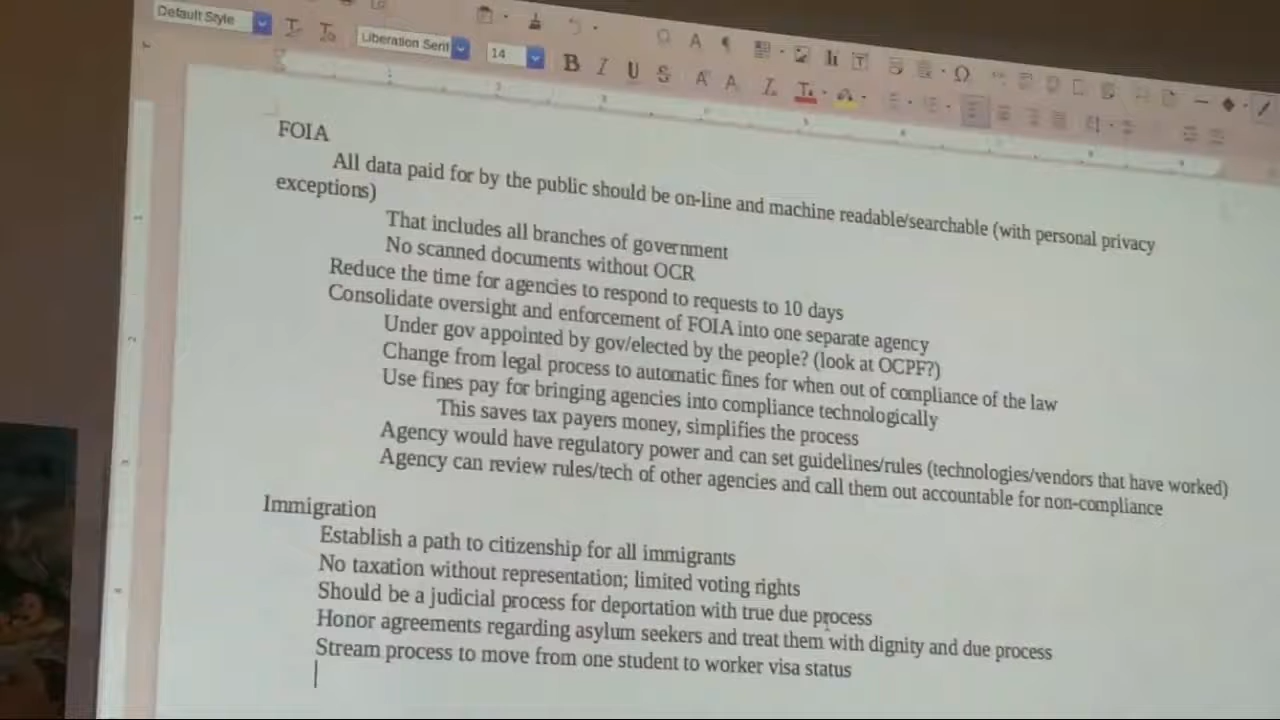 Default Style
Liberation Seri
14
FOIA
All data paid for by the public should be on-line and machine readable/searchable (with personal privacy
exceptions)
That includes all branches of government
No scanned documents without OCR
Reduce the time for agencies to respond to requests to 10 days
Consolidate oversight and enforcement of FOIA into one separate agency
Under gov appointed by gov/elected by the people? (look at OCPF?)
Change from legal process to automatic fines for when out of compliance of the law
Use fines pay for bringing agencies into compliance technologically
This saves tax payers money, simplifies the process
Agency would have regulatory power and can set guidelines/rules (technologies/vendors that have worked)
Agency can review rules/tech of other agencies and call them out accountable for non-compliance
Immigration
Establish a path to citizenship for all immigrants
No taxation without representation; limited voting rights
Should be a judicial process for deportation with true due process
Honor agreements regarding asylum seekers and treat them with dignity and due process
Stream process to move from one student to worker visa status